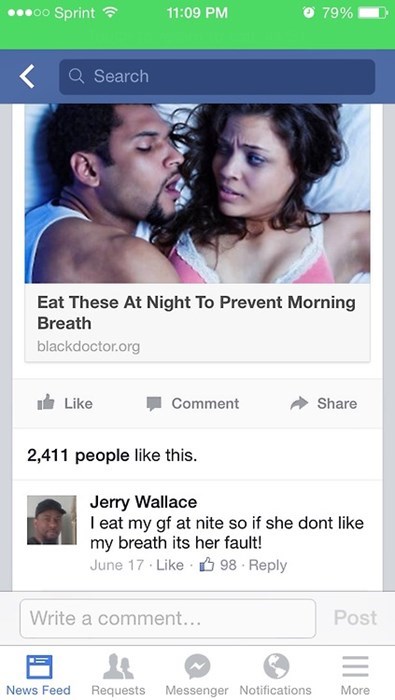 Sprint 11:09 PM 79%
Search
Eat These At Night To Prevent Morning
Breath
blackdoctor.org
Like Comment Share
2,411 people like this.
Jerry Wallace
I eat my gf at nite so if she dont like
my breath its her fault!
June 17 · Like · 98 · Reply
Write a comment... Post
News Feed Requests Messenger Notifications More